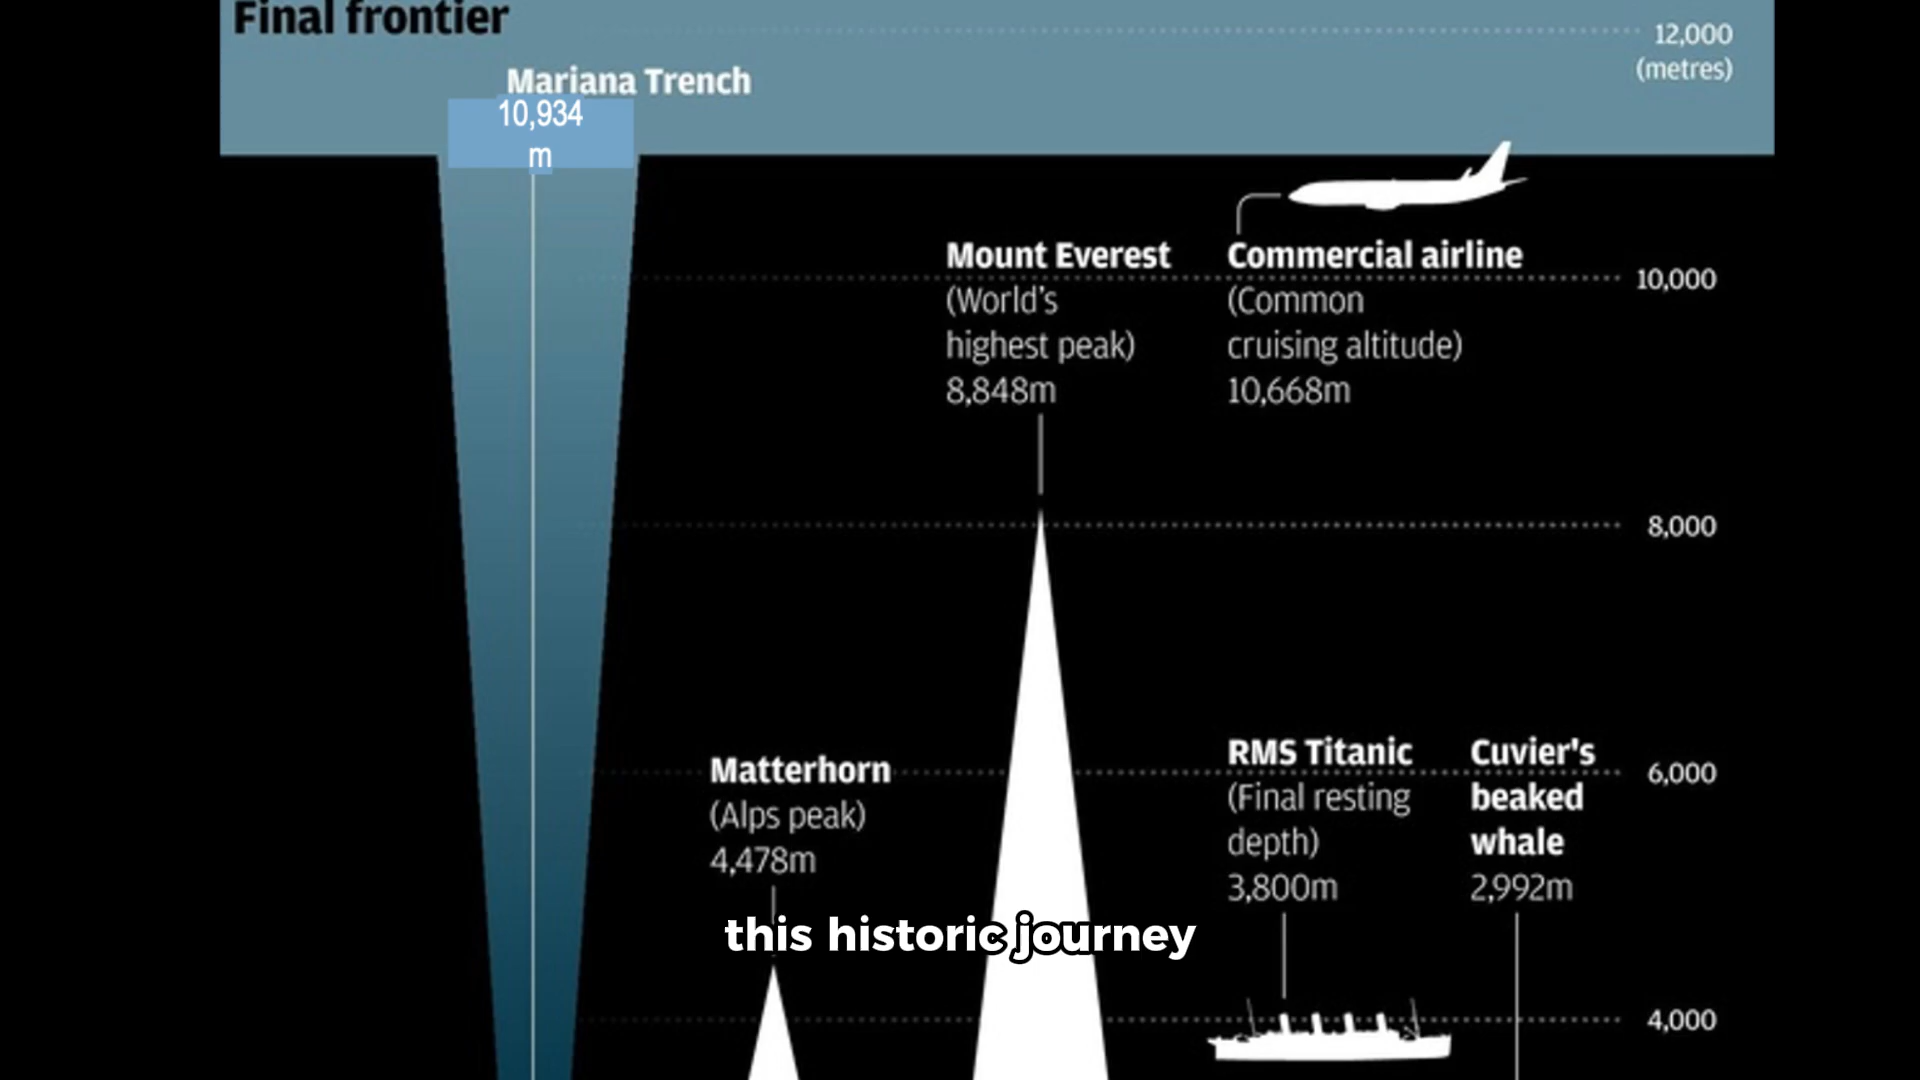 Final frontier
12,000
(metres)
Mariana Trench
10,934
m
Mount Everest
(World's
highest peak)
8,848m
Commercial airline
(Common
cruising altitude)
10,668m
10,000
8,000
Matterhorn
(Alps peak)
4,478m
RMS Titanic
(Final resting
depth)
3,800m
Cuvier's
beaked
whale
2,992m
6,000
this historic journey
4,000